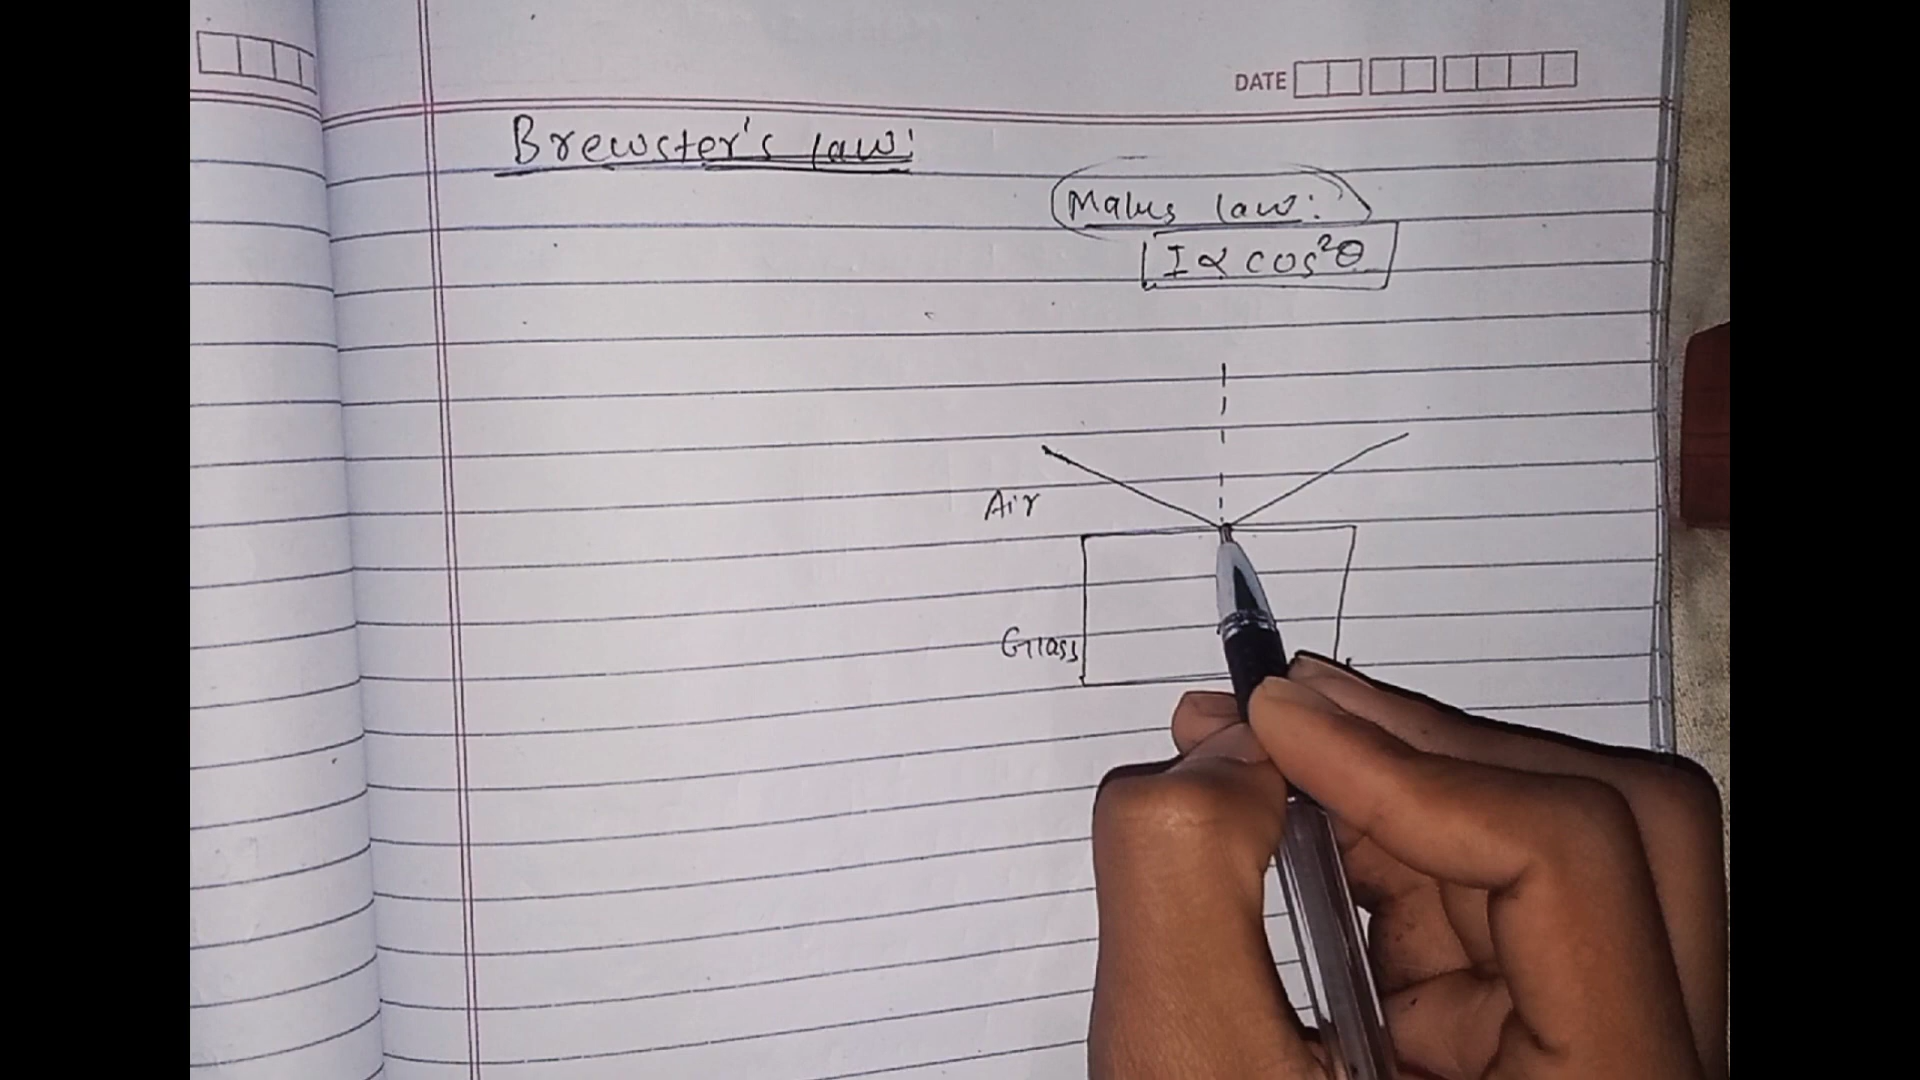 DATE
Brewster's law:
Malus law:
I ∝ cos²θ
Air
Glass